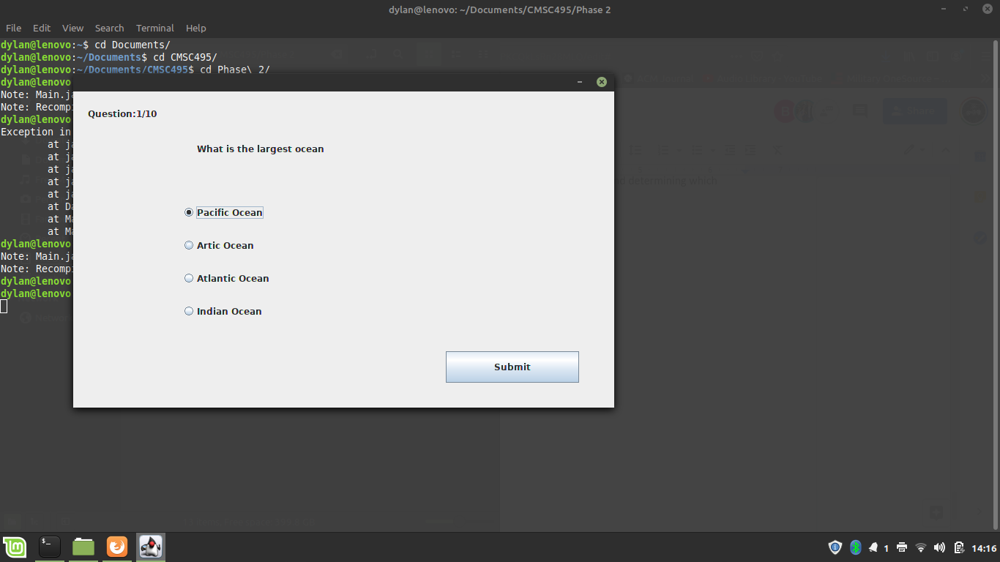 dylan@lenovo: ~/Documents/CMSC495/Phase 2
File Edit View Search Terminal Help
dylan@lenovo:~$ cd Documents/
dylan@lenovo:~/Documents$ cd CMSC495/
dylan@lenovo:~/Documents/CMSC495$ cd Phase\ 2/
dylan@lenovo
Note: Main.ja
Note: Recompi
dylan@lenovo
Exception in
at ja
at ja
at ja
at ja
at ja
at Da
at Ma
at Ma
dylan@lenovo
Note: Main.ja
Note: Recompi
dylan@lenovo
dylan@lenovo
Question:1/10
What is the largest ocean
Pacific Ocean
Artic Ocean
Atlantic Ocean
Indian Ocean
Submit
Share
determining which
1
14:16